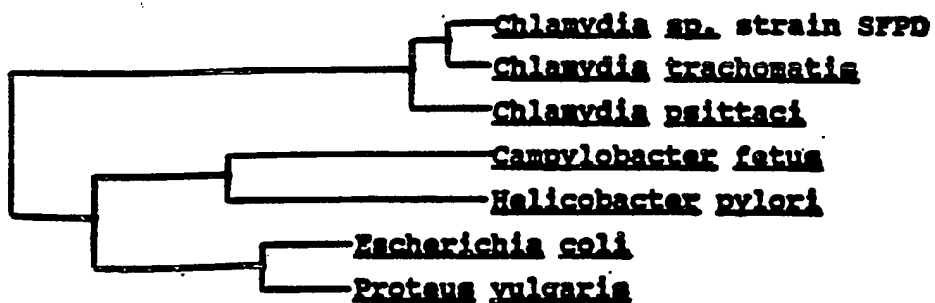 Chlamydia sp. strain SFPD
Chlamydia trachomatis
Chlamydia psittaci
Campylobacter fetus
Helicobacter pylori
Escherichia coli
Proteus vulgaris